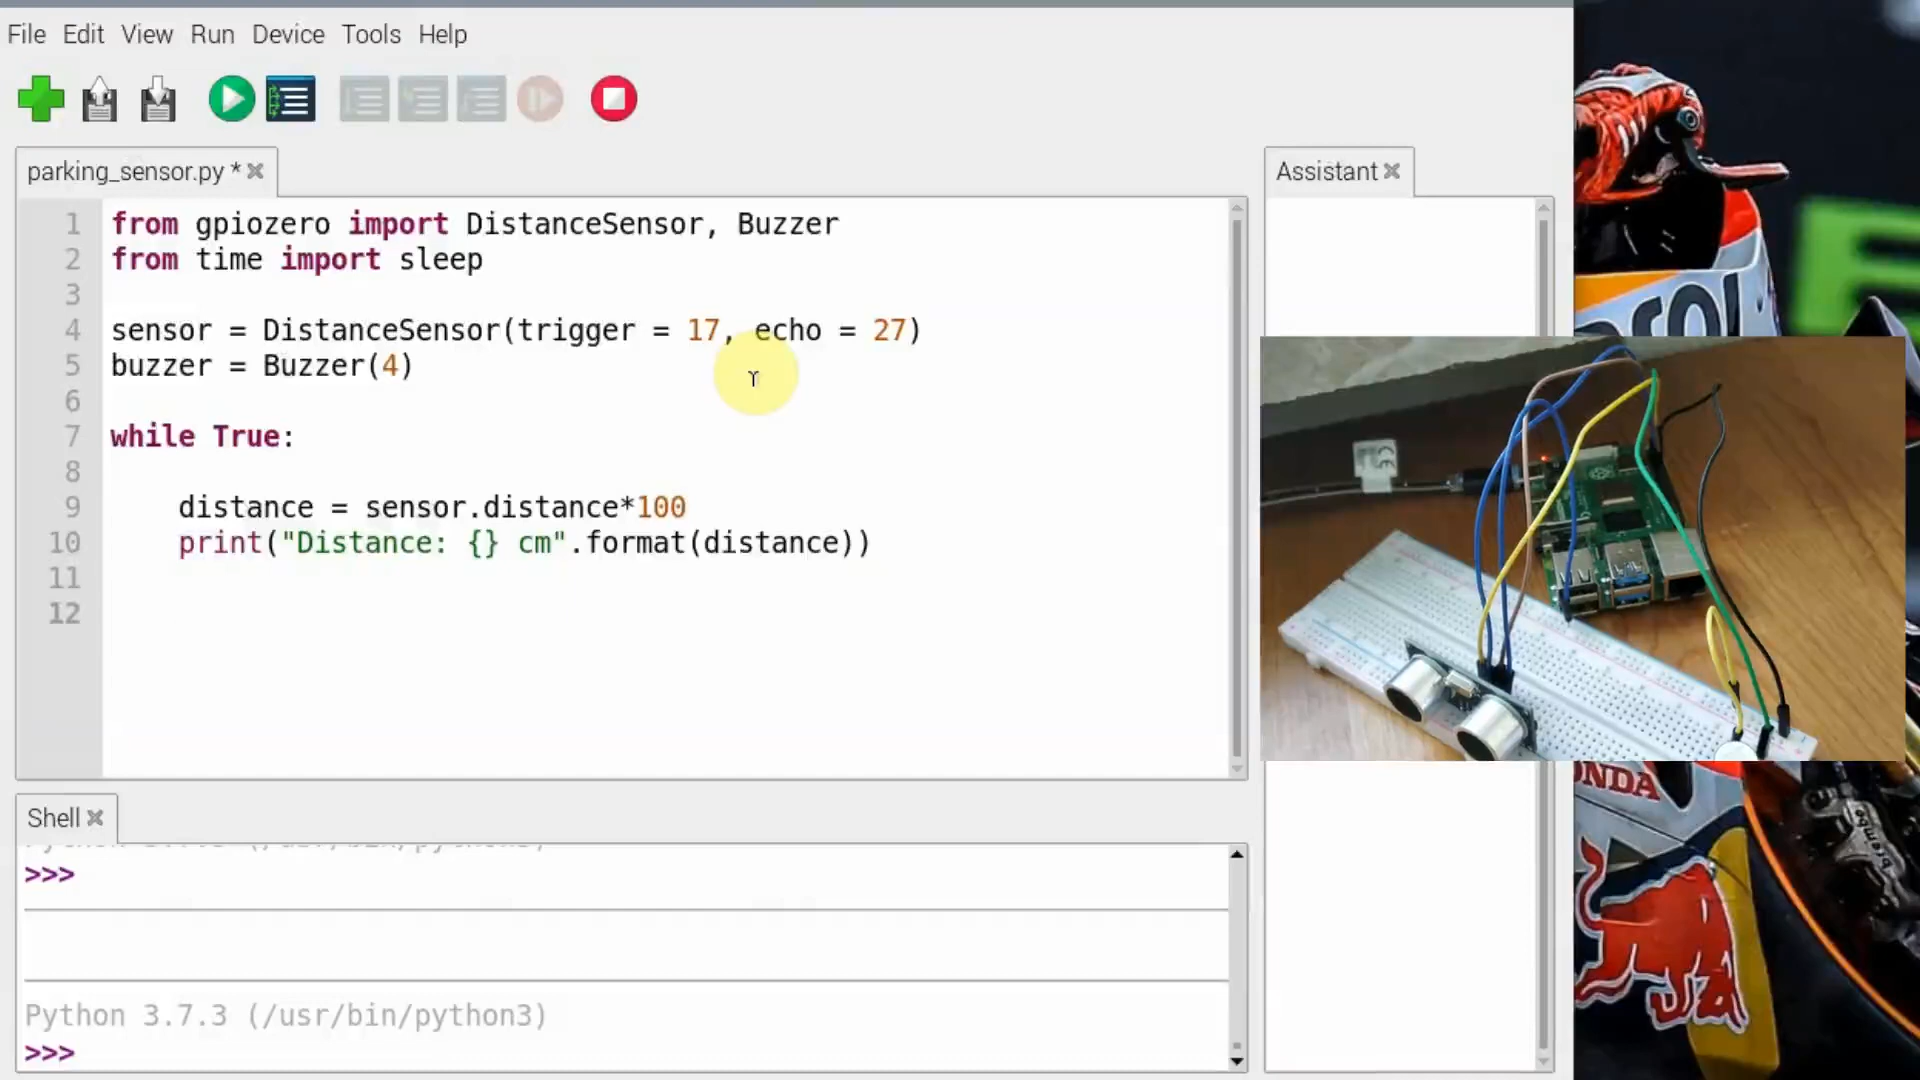 File Edit View Run Device Tools Help
parking_sensor.py *
Assistant
1 from gpiozero import DistanceSensor, Buzzer
2 from time import sleep
3
4 sensor = DistanceSensor(trigger = 17, echo = 27)
5 buzzer = Buzzer(4)
6
7 while True:
8
9 distance = sensor.distance*100
10 print("Distance: {} cm".format(distance))
11
12
Shell
>>>
Python 3.7.3 (/usr/bin/python3)
>>>
CE
HONDA
brembo